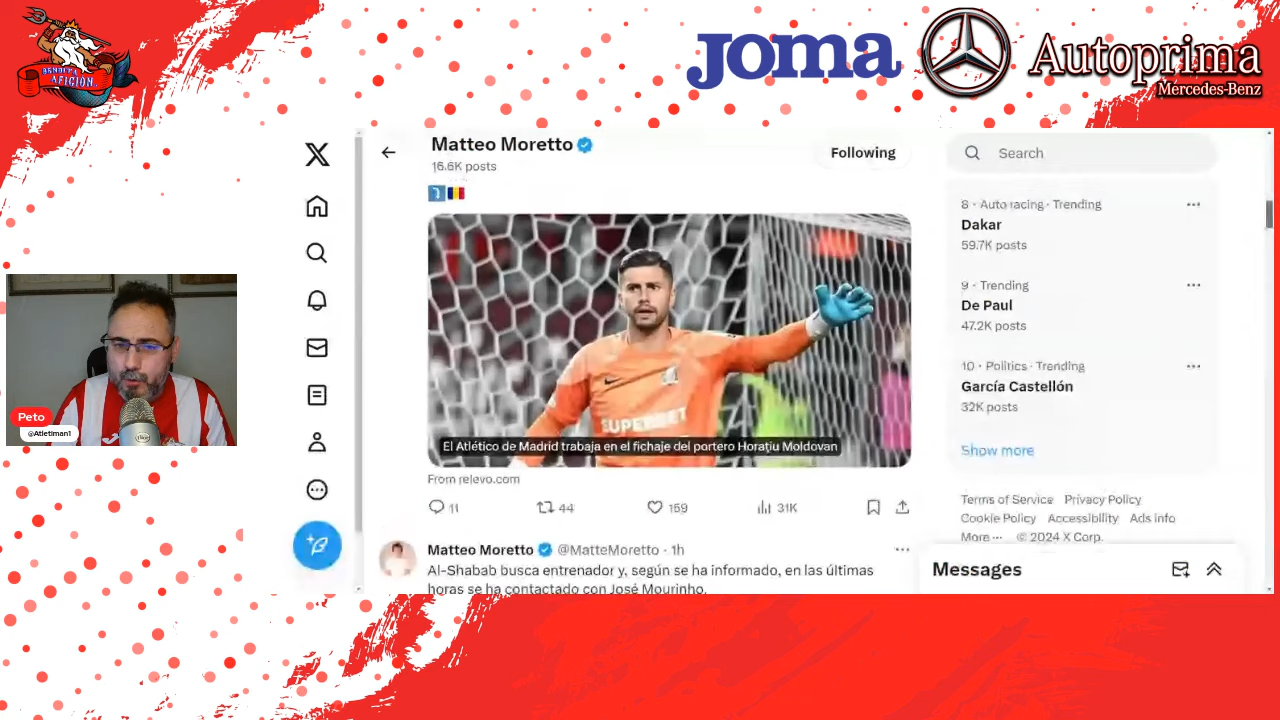 BENDITA
AFICIÓN
Joma
Autoprima
Mercedes-Benz
Matteo Moretto
16.6K posts
Following
Search
8 · Auto racing · Trending
Dakar
59.7K posts
9 · Trending
De Paul
47.2K posts
10 · Politics · Trending
García Castellón
32K posts
Show more
Terms of Service Privacy Policy
Cookie Policy Accessibility Ads info
More ··· © 2024 X Corp.
SUPERBET
El Atlético de Madrid trabaja en el fichaje del portero Horaţiu Moldovan
From relevo.com
11 44 159 31K
Matteo Moretto @MatteMoretto · 1h
Al-Shabab busca entrenador y, según se ha informado, en las últimas
horas se ha contactado con José Mourinho.
Messages
Peto
@Atletiman1